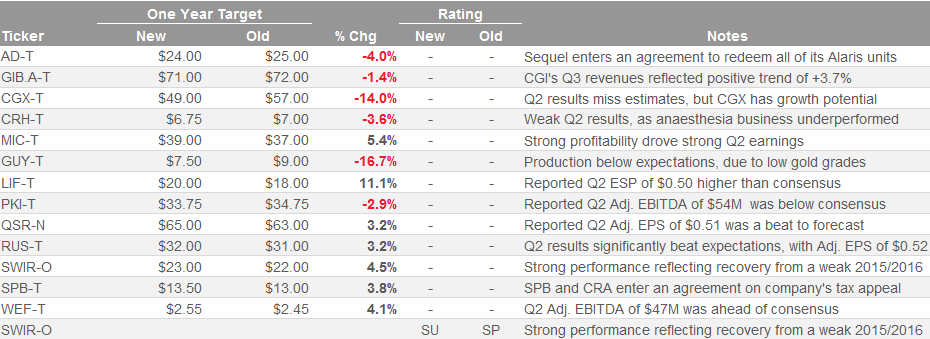 One Year Target Rating
Ticker New Old % Chg New Old Notes
AD-T $24.00 $25.00 -4.0% - - Sequel enters an agreement to redeem all of its Alaris units
GIB.A-T $71.00 $72.00 -1.4% - - CGI's Q3 revenues reflected positive trend of +3.7%
CGX-T $49.00 $57.00 -14.0% - - Q2 results miss estimates, but CGX has growth potential
CRH-T $6.75 $7.00 -3.6% - - Weak Q2 results, as anaesthesia business underperformed
MIC-T $39.00 $37.00 5.4% - - Strong profitability drove strong Q2 earnings
GUY-T $7.50 $9.00 -16.7% - - Production below expectations, due to low gold grades
LIF-T $20.00 $18.00 11.1% - - Reported Q2 ESP of $0.50 higher than consensus
PKI-T $33.75 $34.75 -2.9% - - Reported Q2 Adj. EBITDA of $54M was below consensus
QSR-N $65.00 $63.00 3.2% - - Reported Q2 Adj. EPS of $0.51 was a beat to forecast
RUS-T $32.00 $31.00 3.2% - - Q2 results significantly beat expectations, with Adj. EPS of $0.52
SWIR-O $23.00 $22.00 4.5% - - Strong performance reflecting recovery from a weak 2015/2016
SPB-T $13.50 $13.00 3.8% - - SPB and CRA enter an agreement on company's tax appeal
WEF-T $2.55 $2.45 4.1% - - Q2 Adj. EBITDA of $47M was ahead of consensus
SWIR-O SU SP Strong performance reflecting recovery from a weak 2015/2016